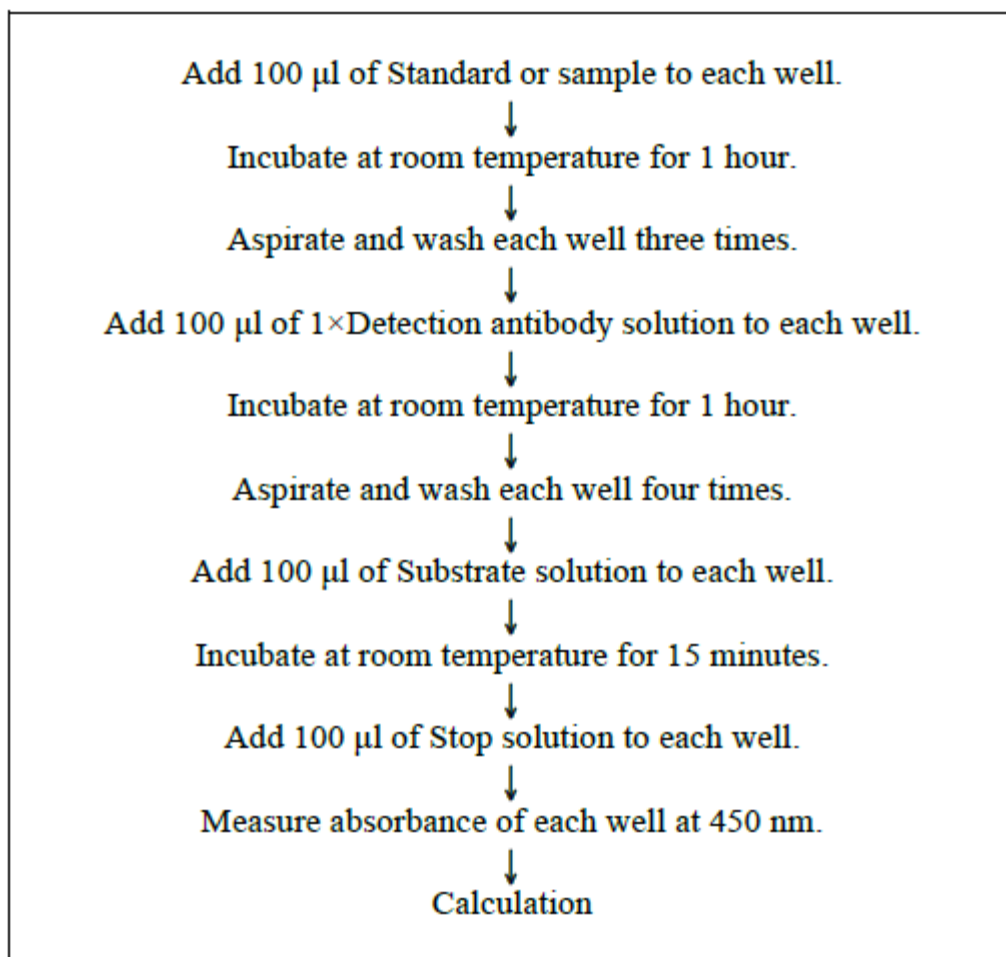 Add 100 μl of Standard or sample to each well.
↓
Incubate at room temperature for 1 hour.
↓
Aspirate and wash each well three times.
↓
Add 100 μl of 1×Detection antibody solution to each well.
↓
Incubate at room temperature for 1 hour.
↓
Aspirate and wash each well four times.
↓
Add 100 μl of Substrate solution to each well.
↓
Incubate at room temperature for 15 minutes.
↓
Add 100 μl of Stop solution to each well.
↓
Measure absorbance of each well at 450 nm.
↓
Calculation